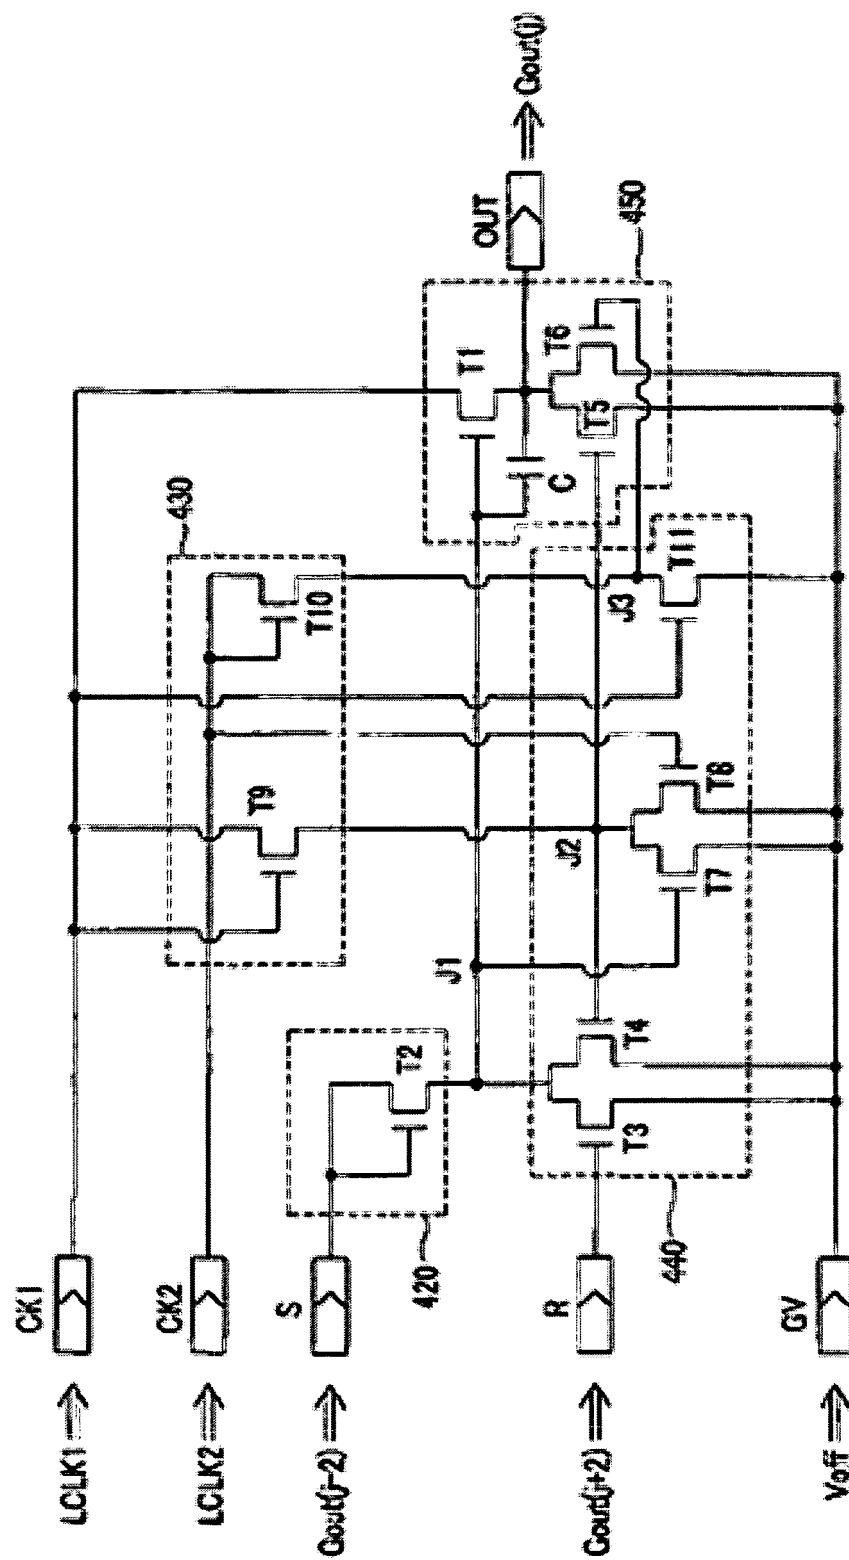 LCLK1
CK1
LCLK2
CK2
430
T9
T10
Gout(j-2)
S
420
T2
J1
T1
C
OUT
Gout(j)
450
T5
T6
Gout(j+2)
R
440
T3
T4
J2
T7
T8
J3
T11
Voff
GV